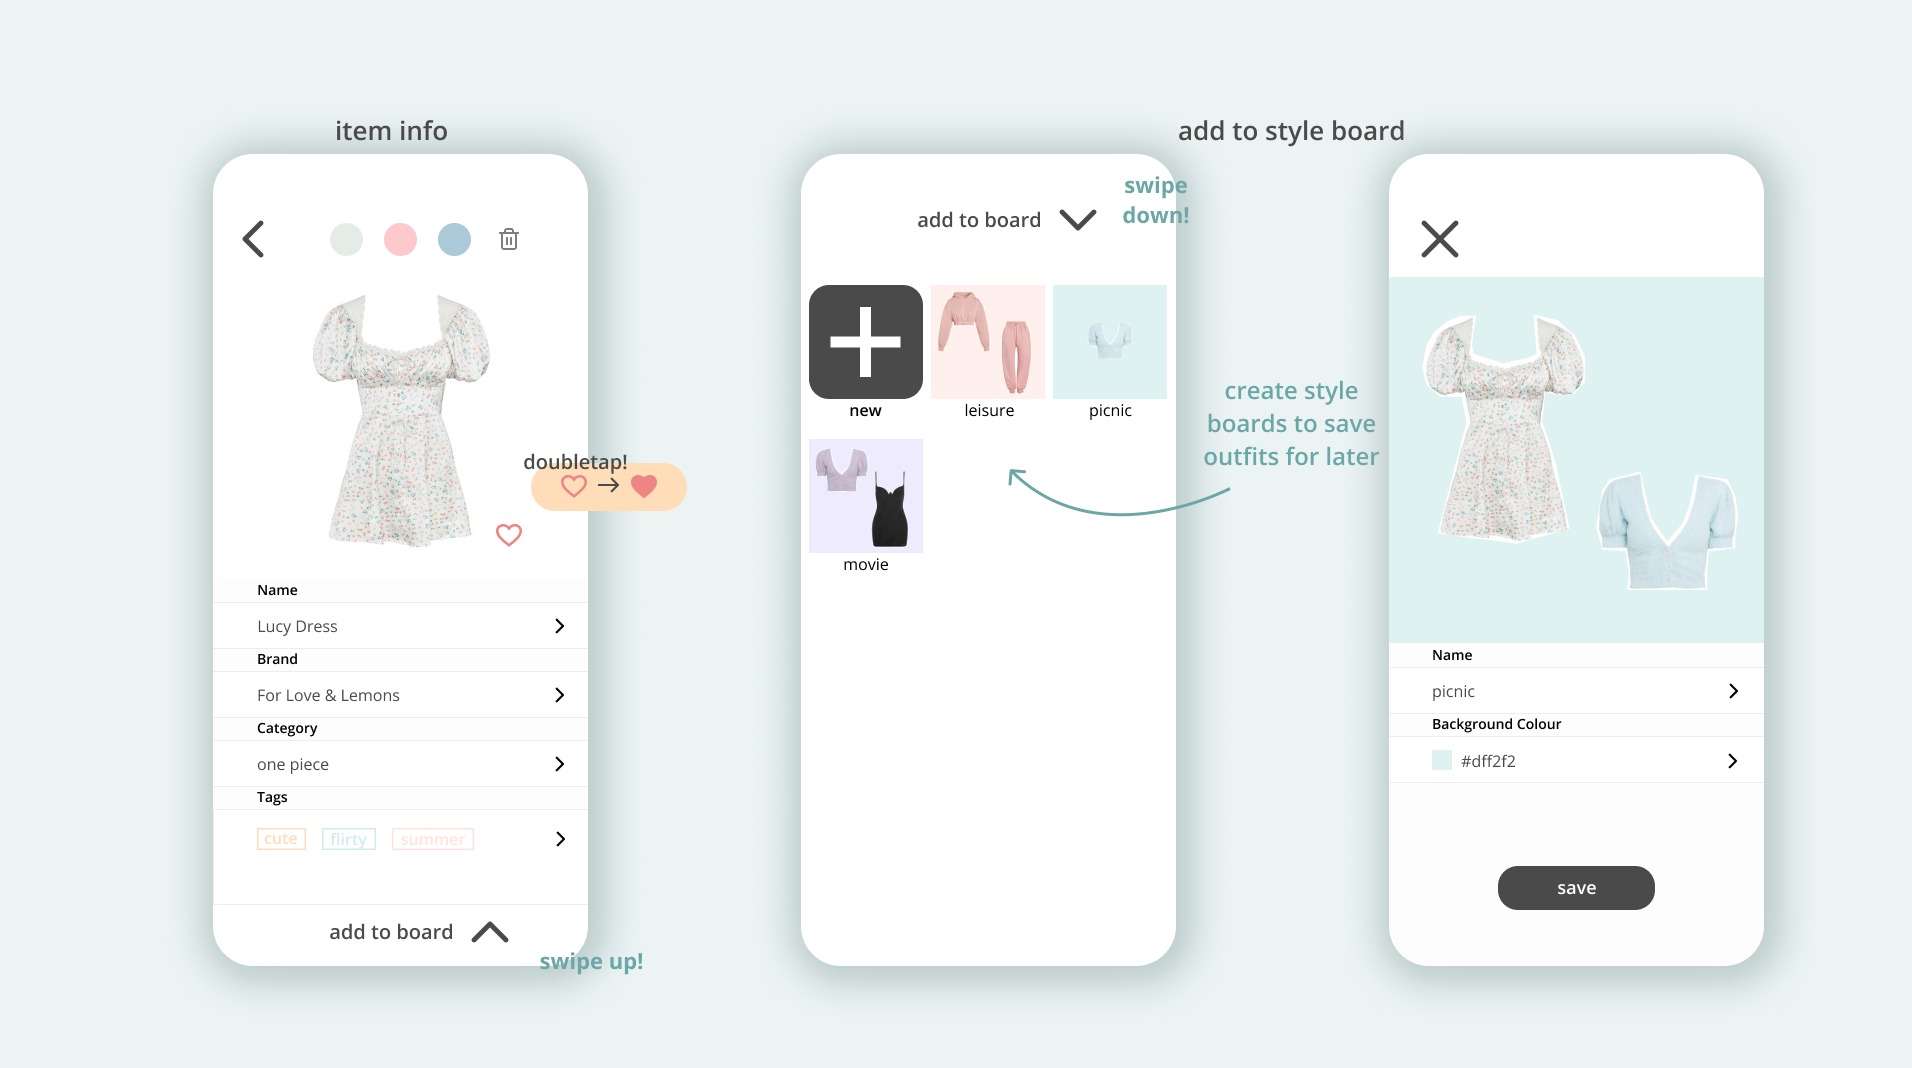 item info
doubletap!
Name
Lucy Dress
Brand
For Love & Lemons
Category
one piece
Tags
cute flirty summer
add to board
swipe up!
add to style board
add to board
swipe
down!
new leisure picnic
movie
create style
boards to save
outfits for later
Name
picnic
Background Colour
#dff2f2
save